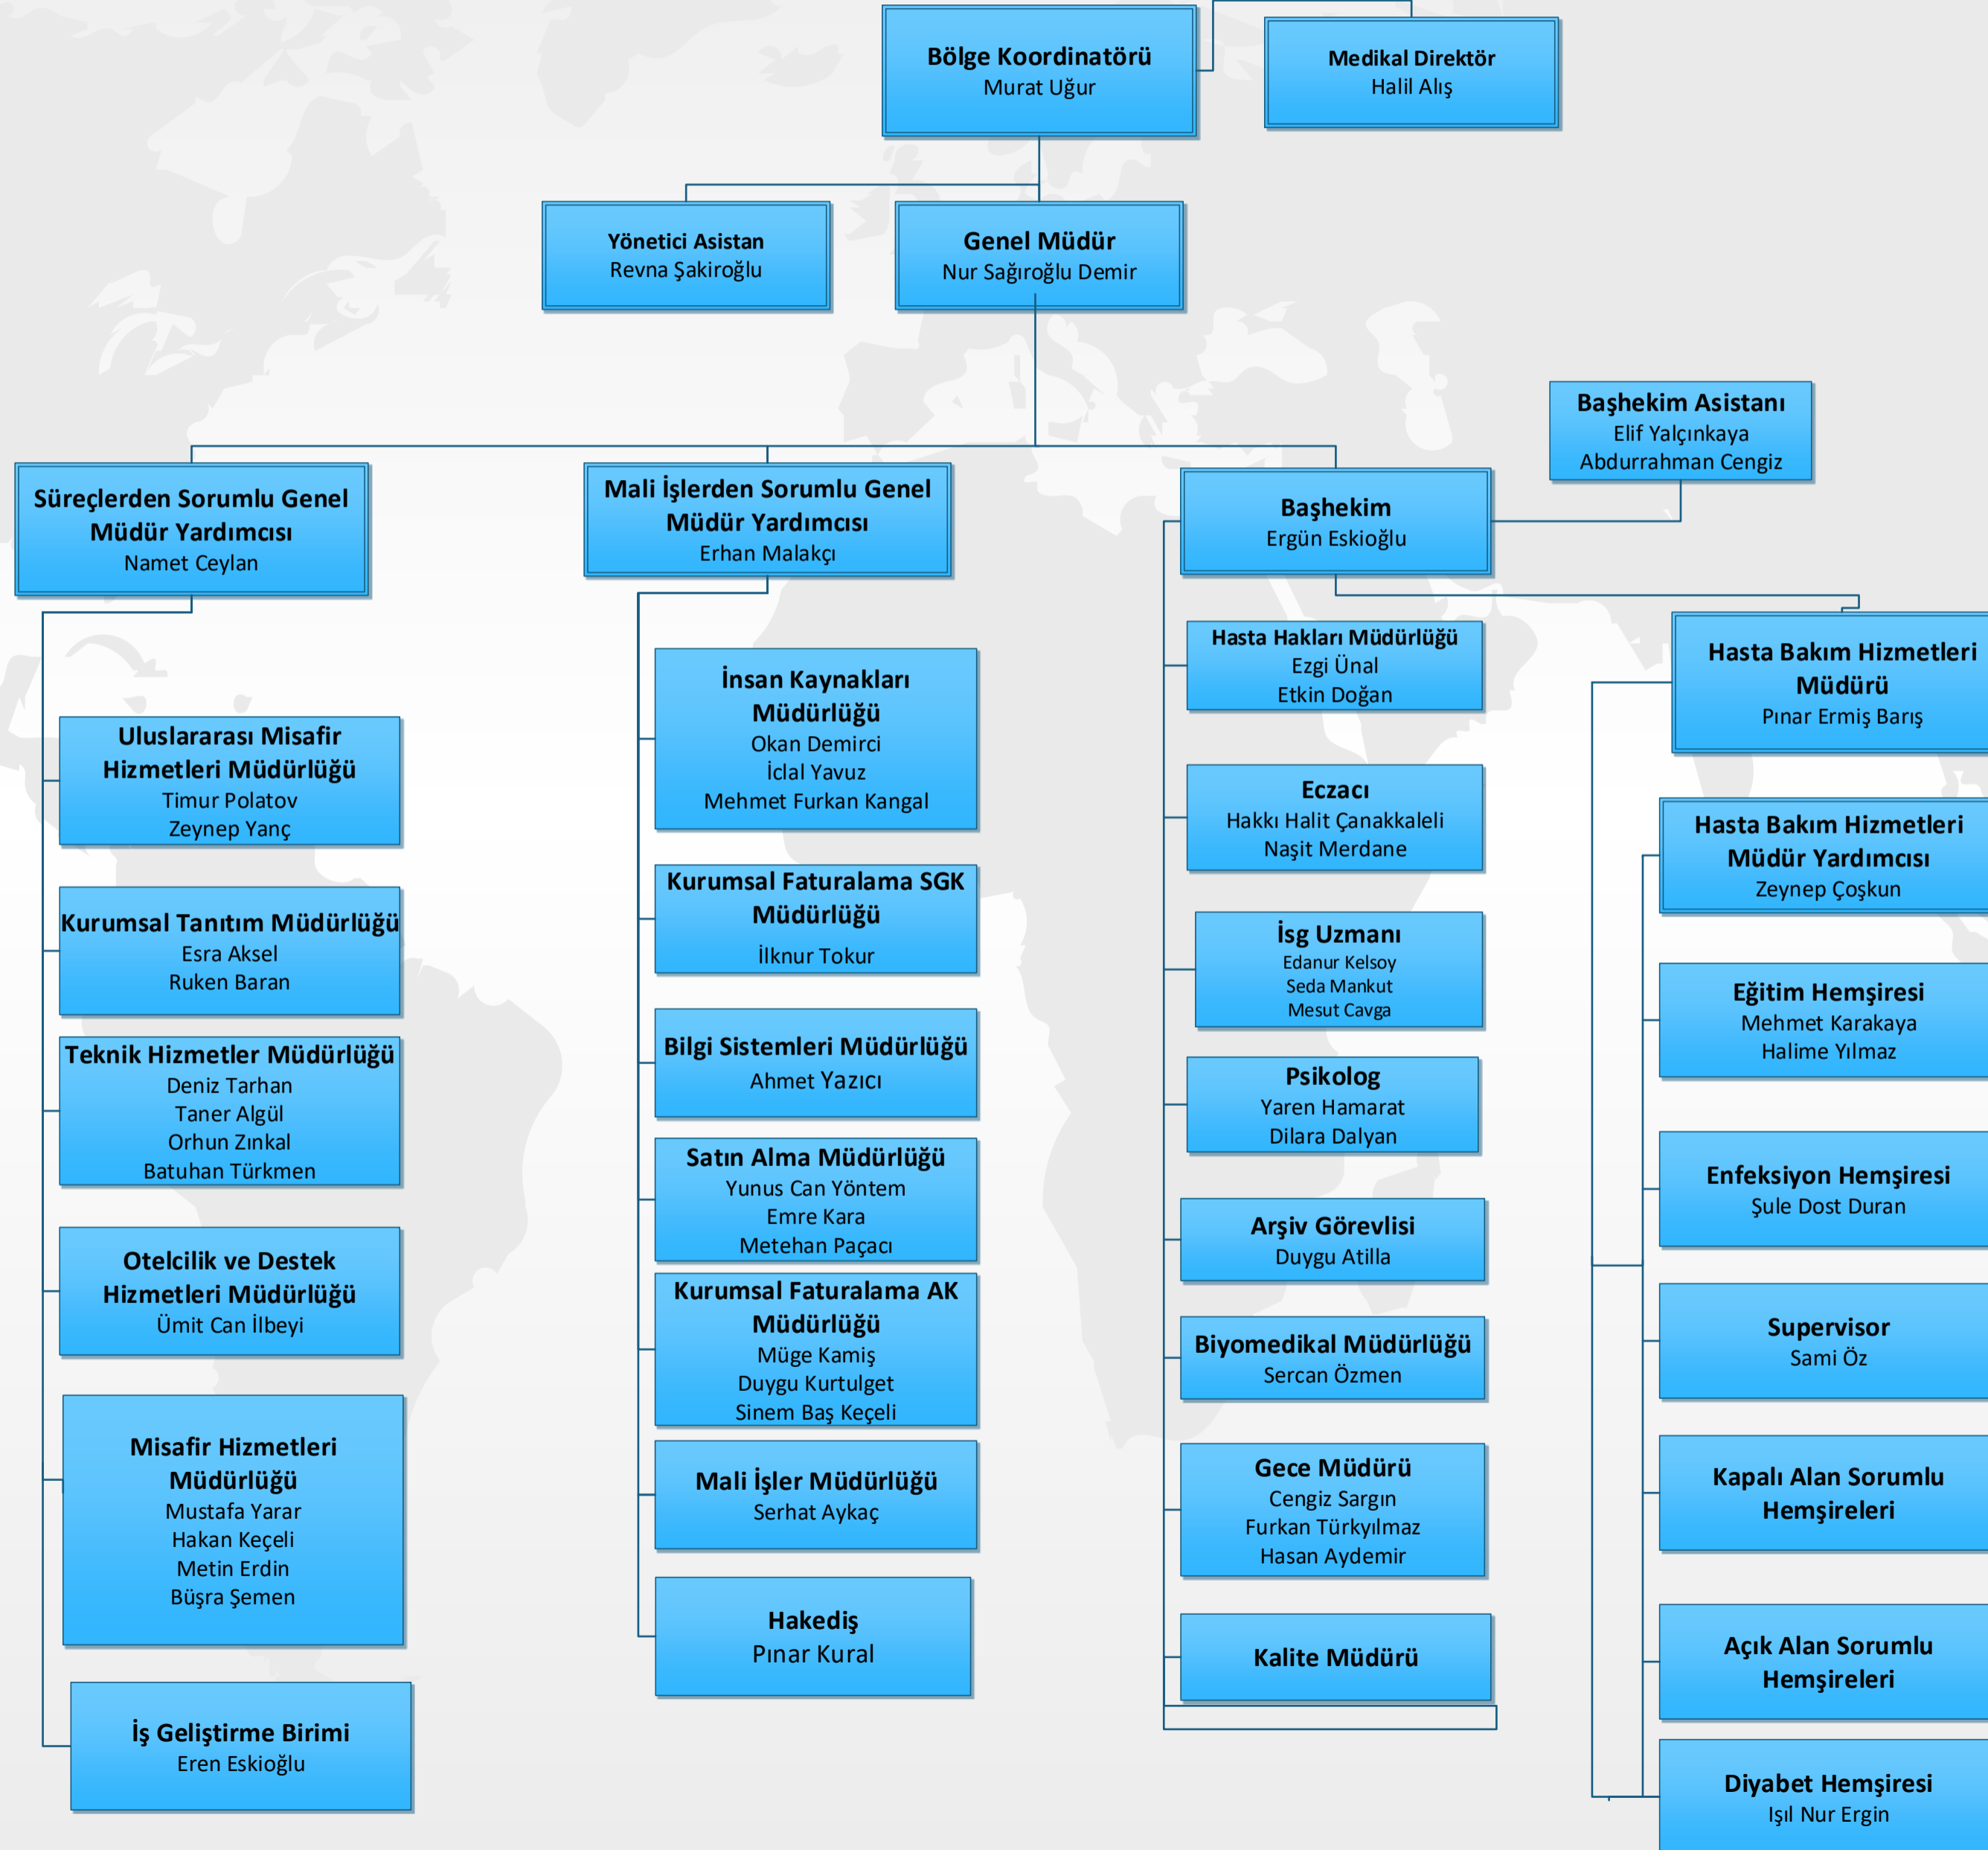 Bölge Koordinatörü
Murat Uğur
Medikal Direktör
Halil Alış
Yönetici Asistan
Revna Şakiroğlu
Genel Müdür
Nur Sağıroğlu Demir
Başhekim Asistanı
Elif Yalçınkaya
Abdurrahman Cengiz
Süreçlerden Sorumlu Genel
Müdür Yardımcısı
Namet Ceylan
Mali İşlerden Sorumlu Genel
Müdür Yardımcısı
Erhan Malakçı
Başhekim
Ergün Eskioğlu
Uluslararası Misafir
Hizmetleri Müdürlüğü
Timur Polatov
Zeynep Yanç
Kurumsal Tanıtım Müdürlüğü
Esra Aksel
Ruken Baran
Teknik Hizmetler Müdürlüğü
Deniz Tarhan
Taner Algül
Orhun Zınkal
Batuhan Türkmen
Otelcilik ve Destek
Hizmetleri Müdürlüğü
Ümit Can İlbeyi
Misafir Hizmetleri
Müdürlüğü
Mustafa Yarar
Hakan Keçeli
Metin Erdin
Büşra Şemen
İş Geliştirme Birimi
Eren Eskioğlu
İnsan Kaynakları
Müdürlüğü
Okan Demirci
İclal Yavuz
Mehmet Furkan Kangal
Kurumsal Faturalama SGK
Müdürlüğü
İlknur Tokur
Bilgi Sistemleri Müdürlüğü
Ahmet Yazıcı
Satın Alma Müdürlüğü
Yunus Can Yöntem
Emre Kara
Metehan Paçacı
Kurumsal Faturalama AK
Müdürlüğü
Müge Kamiş
Duygu Kurtulget
Sinem Baş Keçeli
Mali İşler Müdürlüğü
Serhat Aykaç
Hakediş
Pınar Kural
Hasta Hakları Müdürlüğü
Ezgi Ünal
Etkin Doğan
Eczacı
Hakkı Halit Çanakkaleli
Naşit Merdane
İsg Uzmanı
Edanur Kelsoy
Seda Mankut
Mesut Cavga
Psikolog
Yaren Hamarat
Dilara Dalyan
Arşiv Görevlisi
Duygu Atilla
Biyomedikal Müdürlüğü
Sercan Özmen
Gece Müdürü
Cengiz Sargın
Furkan Türkyılmaz
Hasan Aydemir
Kalite Müdürü
Hasta Bakım Hizmetleri
Müdürü
Pınar Ermiş Barış
Hasta Bakım Hizmetleri
Müdür Yardımcısı
Zeynep Çoşkun
Eğitim Hemşiresi
Mehmet Karakaya
Halime Yılmaz
Enfeksiyon Hemşiresi
Şule Dost Duran
Supervisor
Sami Öz
Kapalı Alan Sorumlu
Hemşireleri
Açık Alan Sorumlu
Hemşireleri
Diyabet Hemşiresi
Işıl Nur Ergin